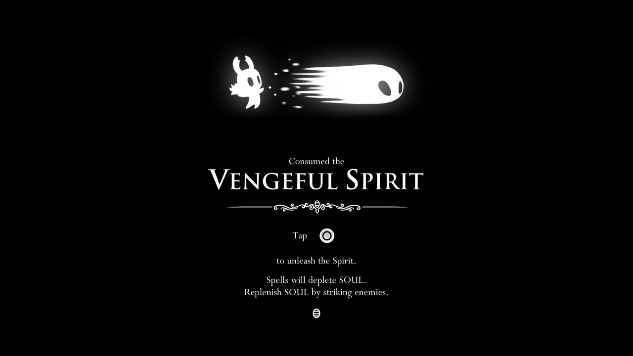 Consumed the
VENGEFUL SPIRIT
Tap
to unleash the Spirit.
Spells will deplete SOUL.
Replenish SOUL by striking enemies.